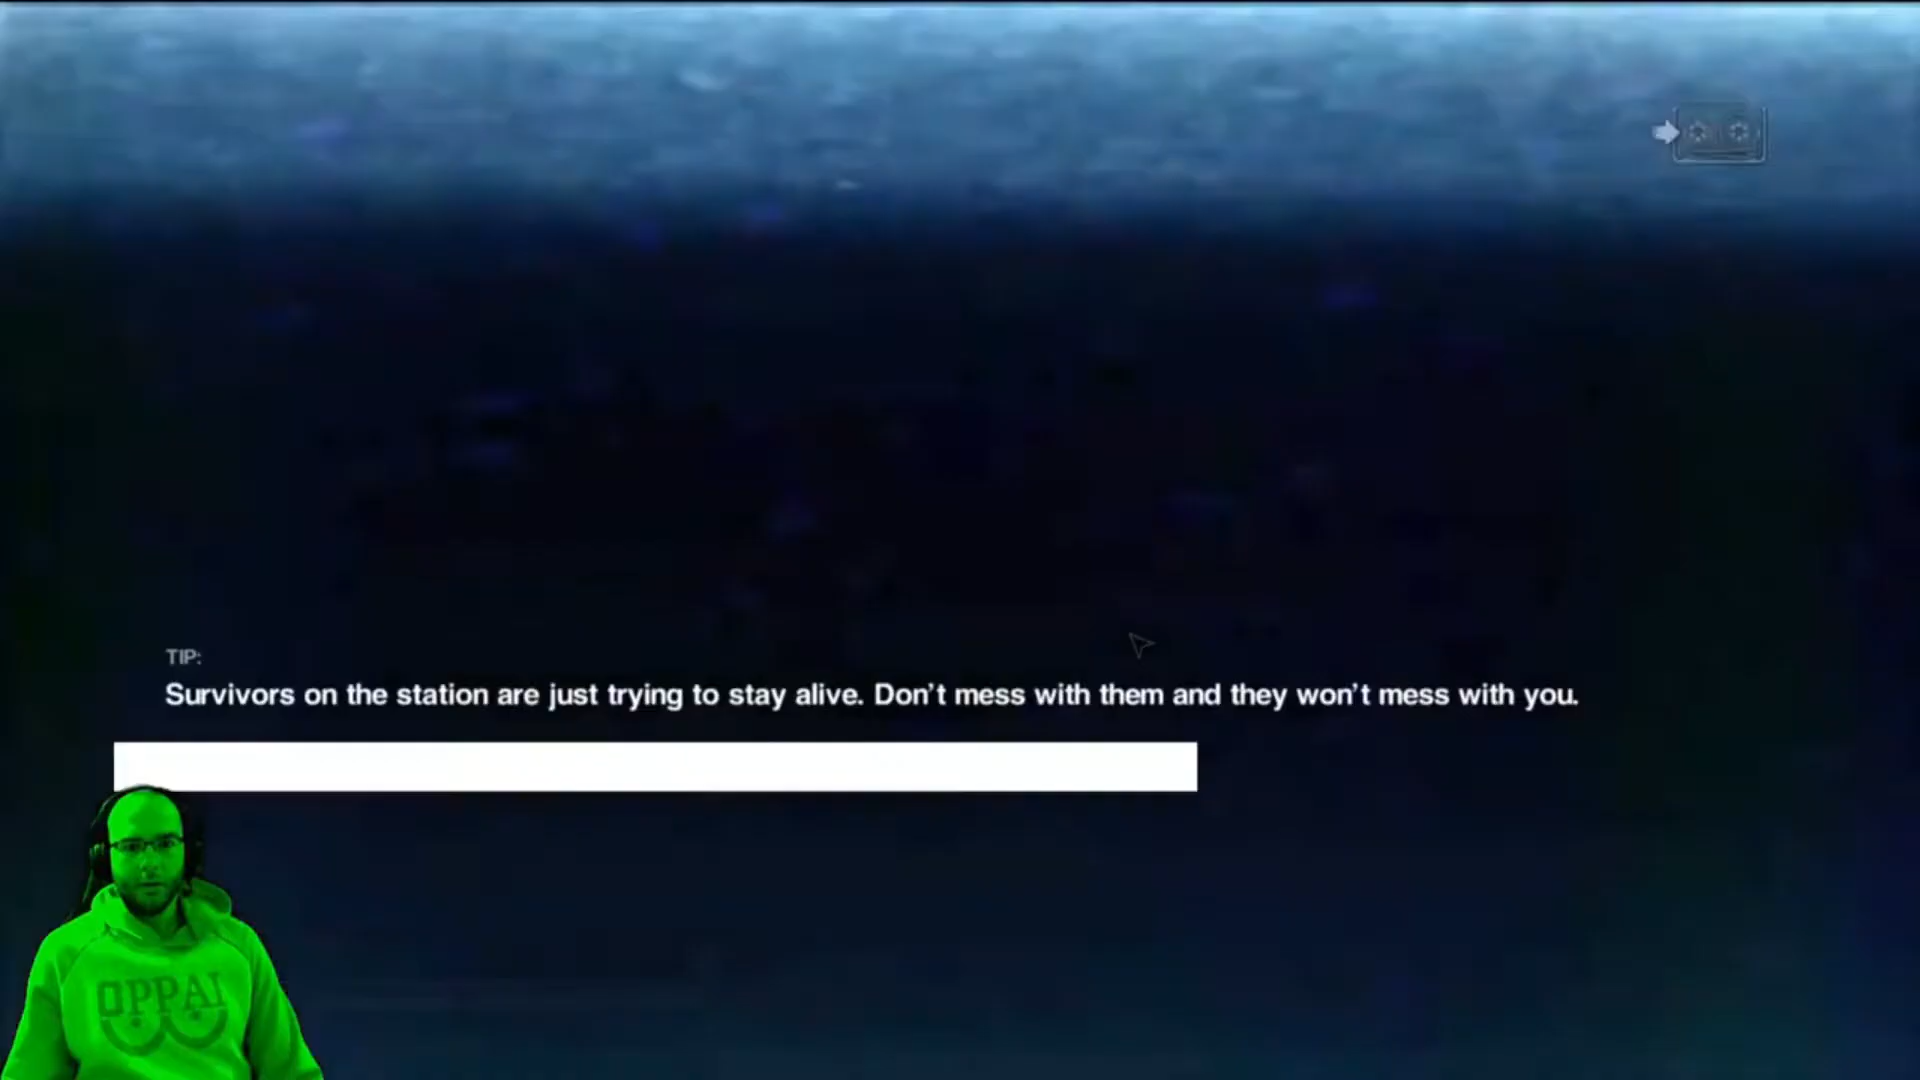 TIP:
Survivors on the station are just trying to stay alive. Don't mess with them and they won't mess with you.
OPPAI